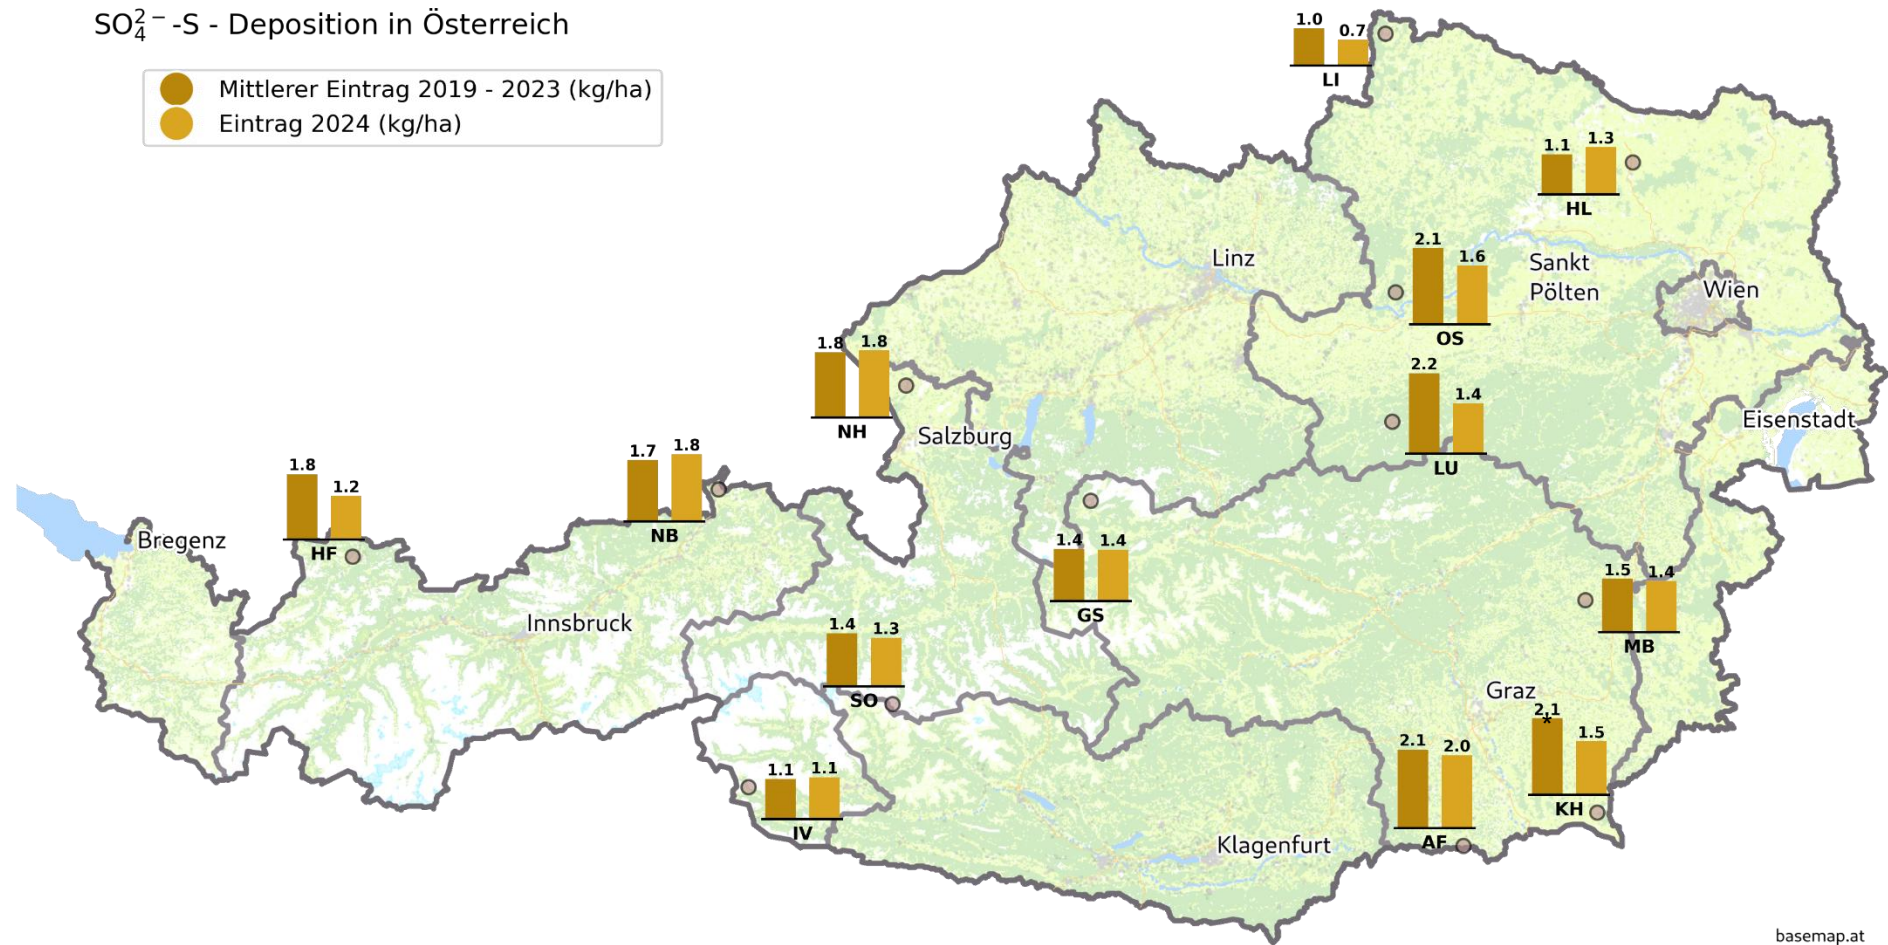 SO₄²⁻-S - Deposition in Österreich
Mittlerer Eintrag 2019 - 2023 (kg/ha)
Eintrag 2024 (kg/ha)
1.0 0.7
LI
1.1 1.3
HL
2.1 1.6
OS
Linz
Sankt
Pölten
Wien
1.8 1.8
NH
2.2 1.4
LU
Eisenstadt
Salzburg
1.7 1.8
NB
1.8 1.2
HF
Bregenz
1.4 1.4
GS
1.5 1.4
MB
Innsbruck
1.4 1.3
SO
Graz
2.1 1.5
*
KH
2.1 2.0
AF
1.1 1.1
IV
Klagenfurt
basemap.at